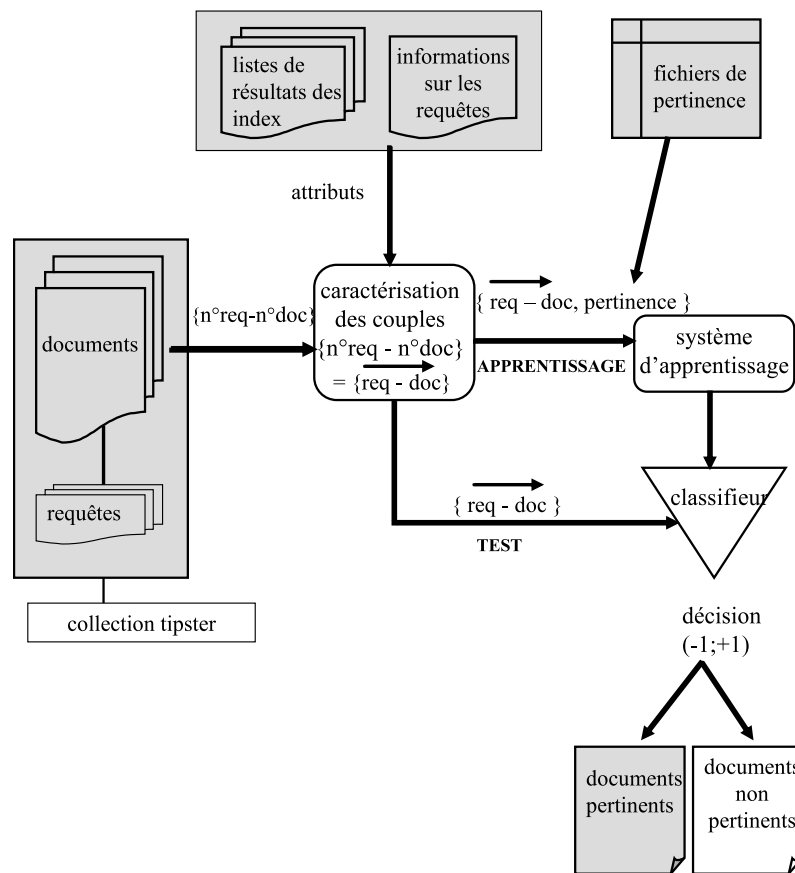 listes de
résultats des
index
informations
sur les
requêtes
fichiers de
pertinence
attributs
{n°req-n°doc}
documents
requêtes
collection tipster
caractérisation
des couples
{n°req - n°doc}
= {req - doc}
{ req – doc, pertinence }
APPRENTISSAGE
système
d'apprentissage
{ req - doc }
TEST
classifieur
décision
(-1;+1)
documents
pertinents
documents
non
pertinents